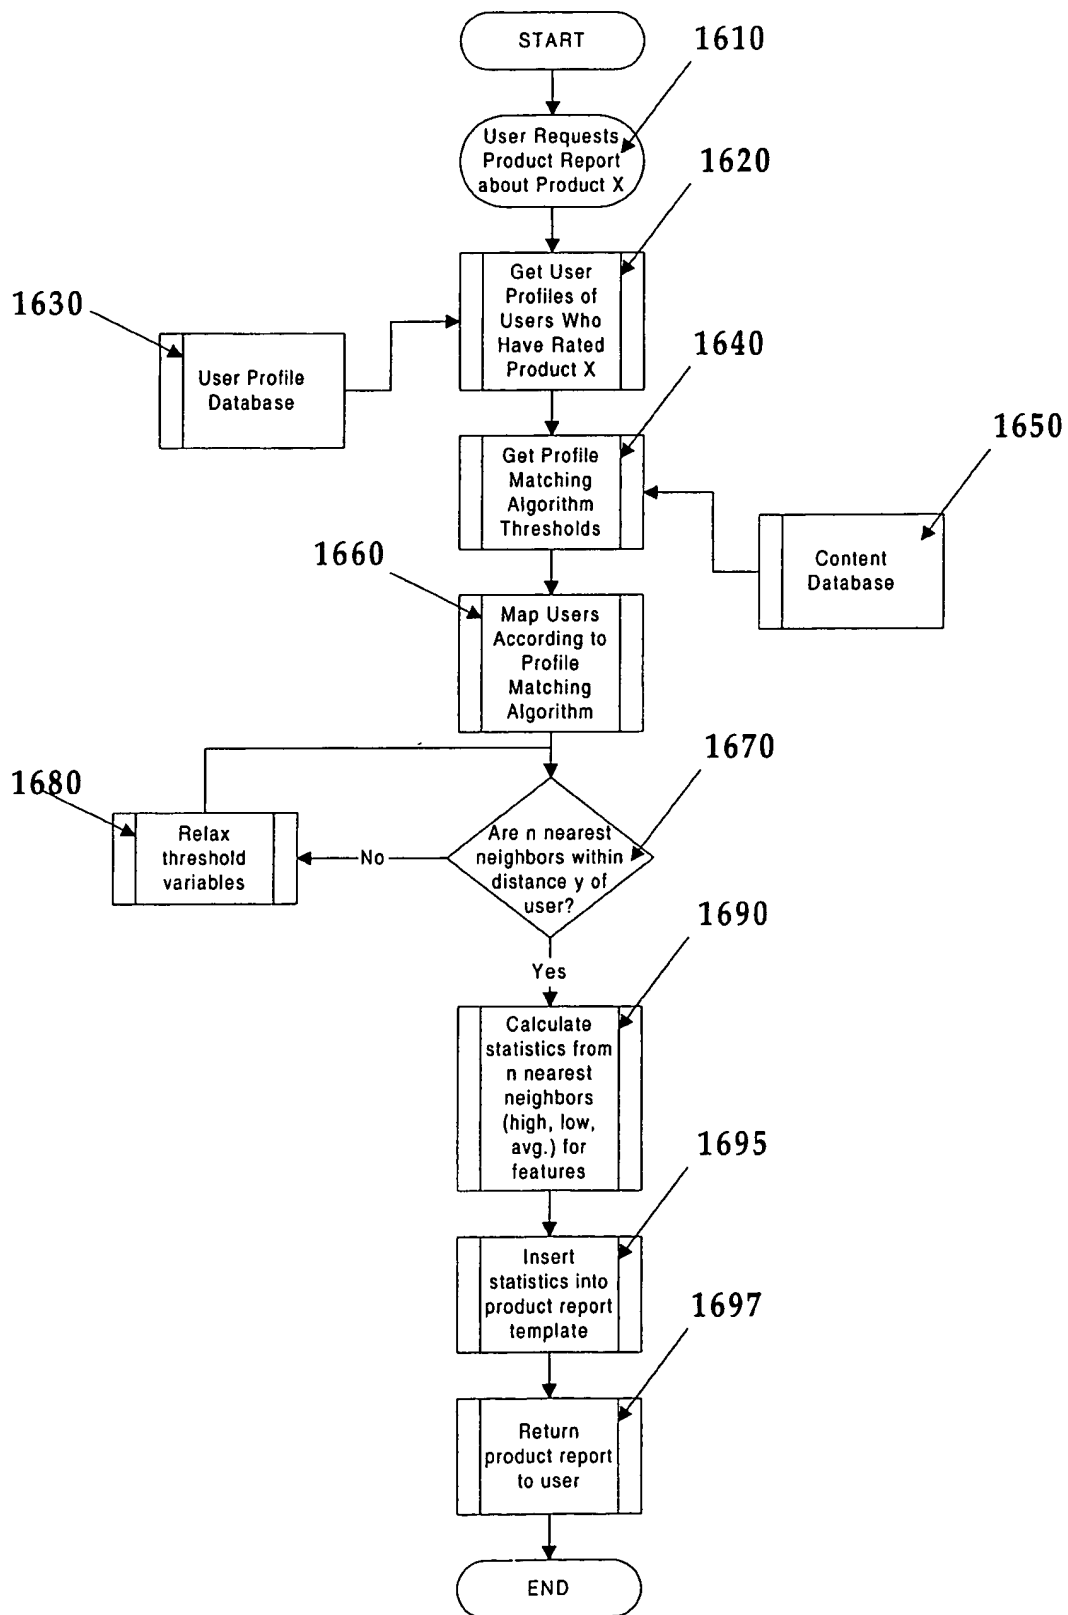 START
1610
User Requests
Product Report
about Product X
1620
Get User
Profiles of
Users Who
Have Rated
Product X
1630
User Profile
Database
1640
Get Profile
Matching
Algorithm
Thresholds
1650
Content
Database
1660
Map Users
According to
Profile
Matching
Algorithm
1670
Are n nearest
neighbors within
distance y of
user?
1680
Relax
threshold
variables
No
Yes
1690
Calculate
statistics from
n nearest
neighbors
(high, low,
avg.) for
features
1695
Insert
statistics into
product report
template
1697
Return
product report
to user
END